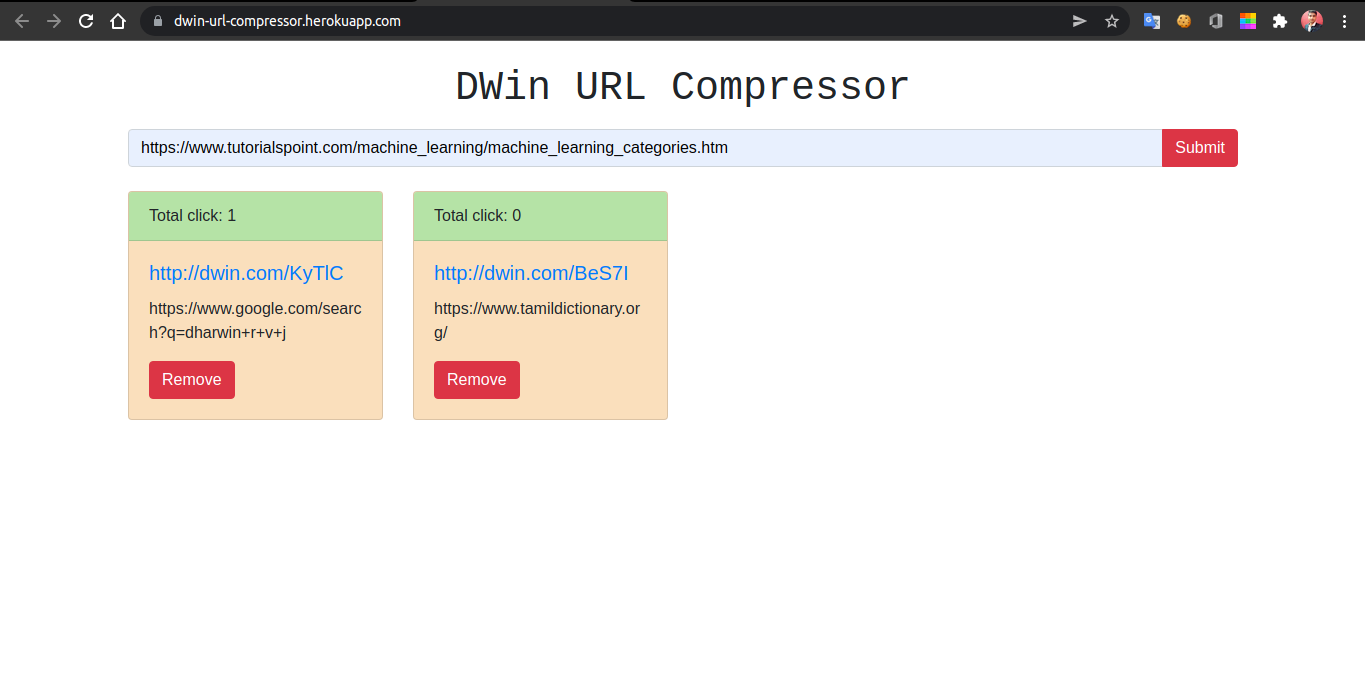 dwin-url-compressor.herokuapp.com
DWin URL Compressor
https://www.tutorialspoint.com/machine_learning/machine_learning_categories.htm
Submit
Total click: 1
http://dwin.com/KyTlC
https://www.google.com/searc
h?q=dharwin+r+v+j
Remove
Total click: 0
http://dwin.com/BeS7I
https://www.tamildictionary.or
g/
Remove